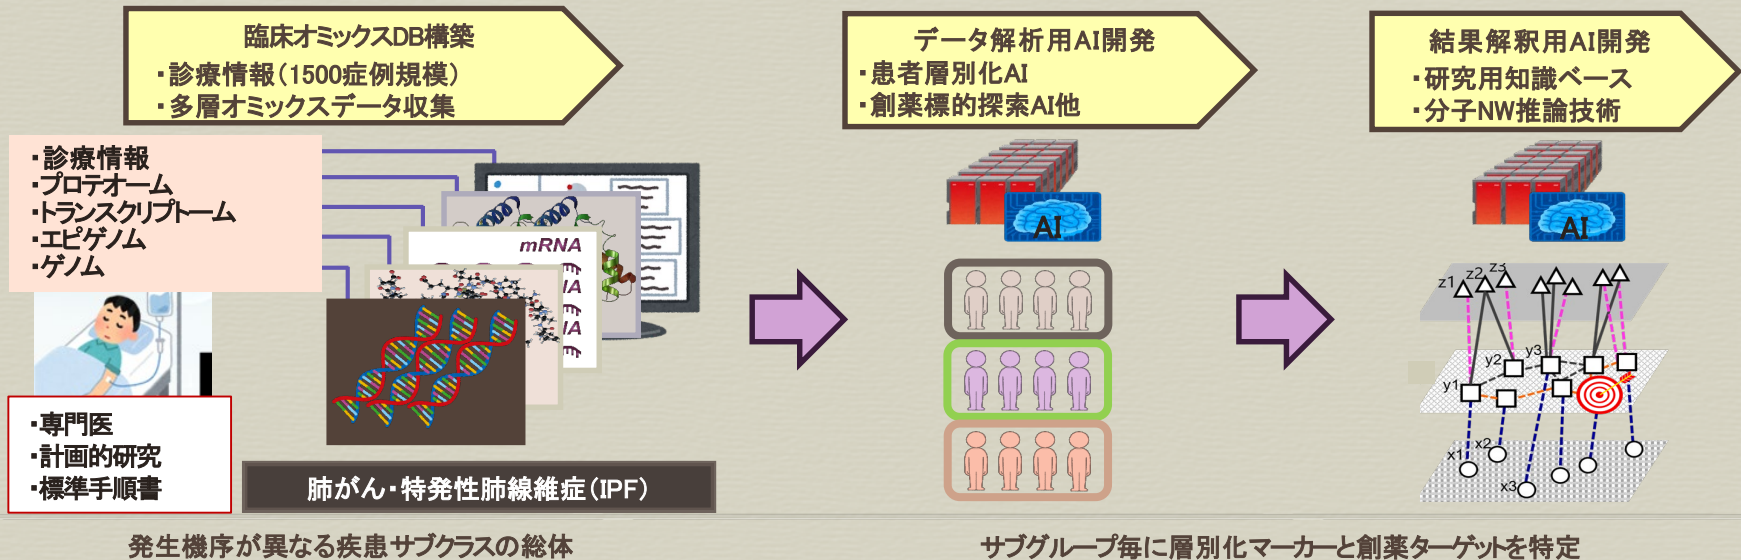 臨床オミックスDB構築
・診療情報(1500症例規模)
・多層オミックスデータ収集
データ解析用AI開発
・患者層別化AI
・創薬標的探索AI他
結果解釈用AI開発
・研究用知識ベース
・分子NW推論技術
・診療情報
・プロテオーム
・トランスクリプトーム
・エピゲノム
・ゲノム
mRNA
AI
AI
z1
z2
z3
y1
y2
y3
x1
x2
x3
・専門医
・計画的研究
・標準手順書
肺がん・特発性肺線維症(IPF)
発生機序が異なる疾患サブクラスの総体
サブグループ毎に層別化マーカーと創薬ターゲットを特定